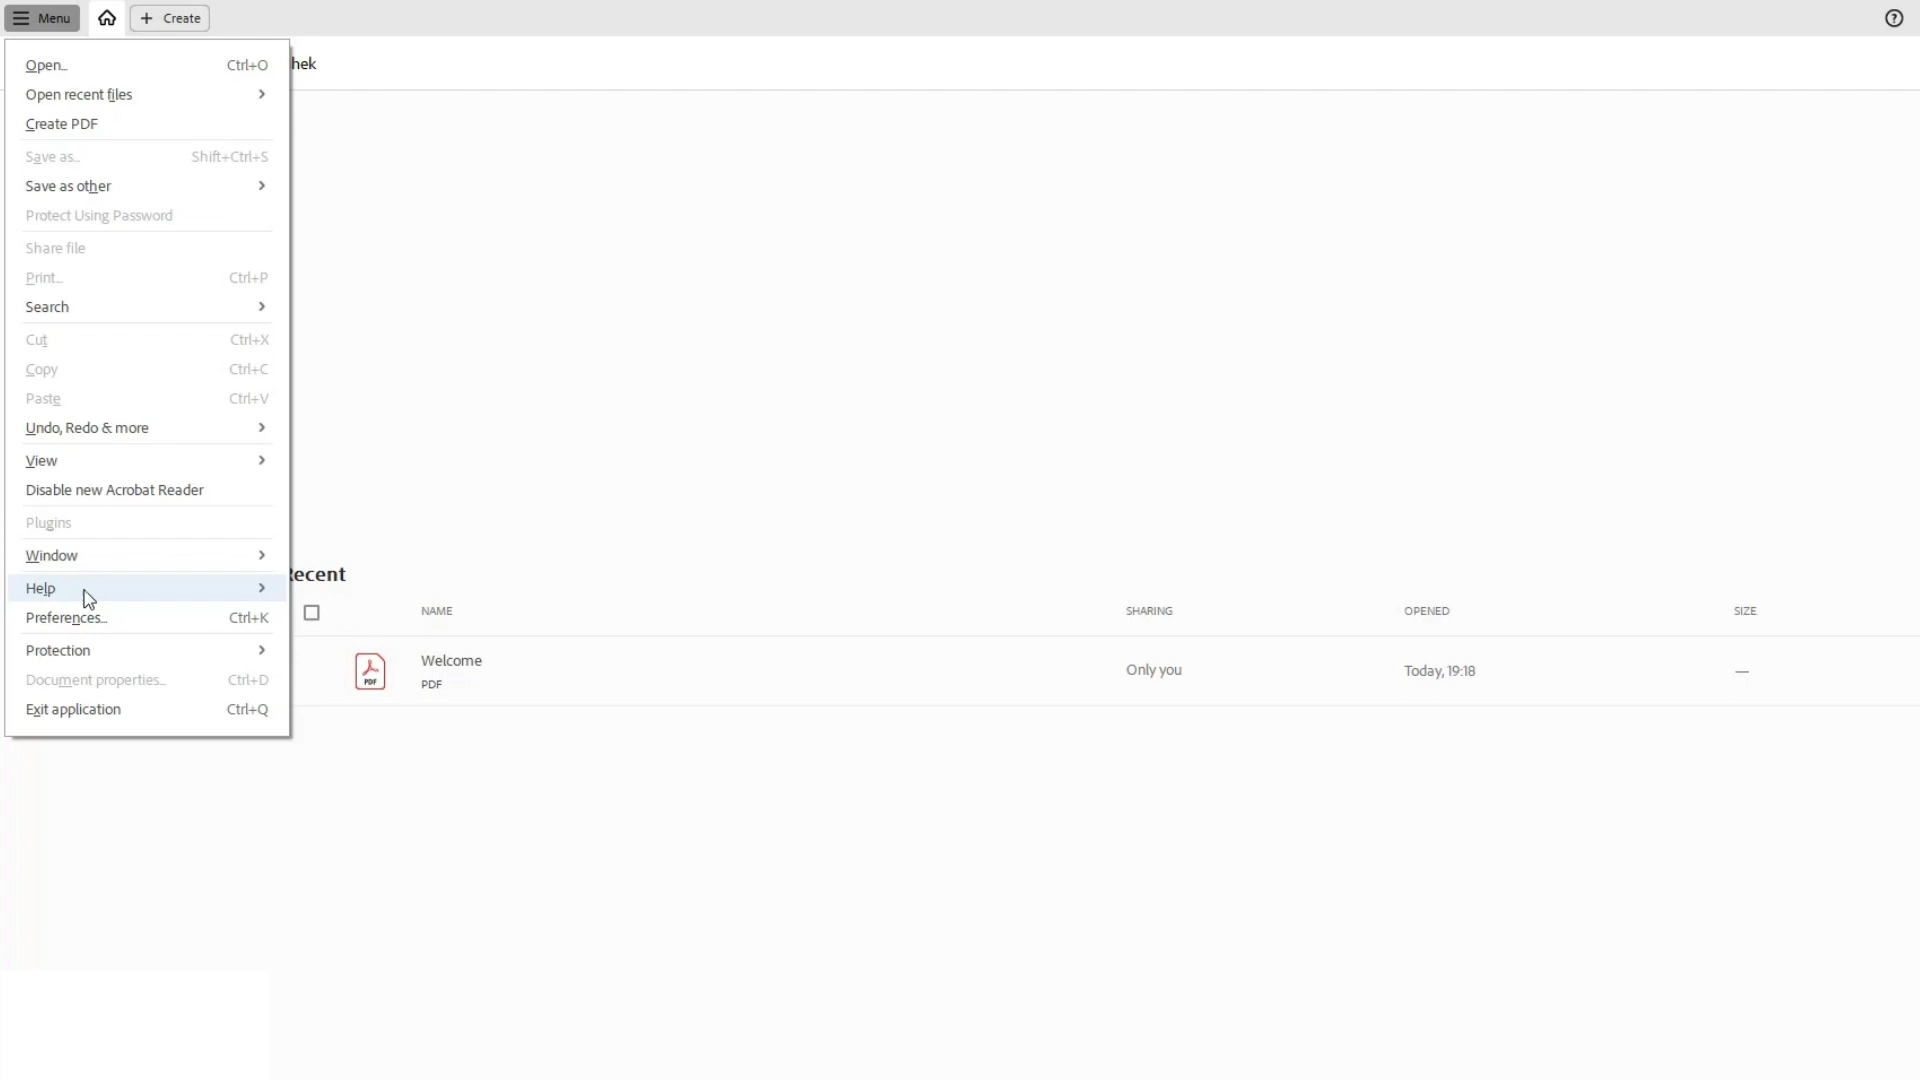 Menu
Create
hek
Open...
Ctrl+O
Open recent files
Create PDF
Save as...
Shift+Ctrl+S
Save as other
Protect Using Password
Share file
Print...
Ctrl+P
Search
Cut
Ctrl+X
Copy
Ctrl+C
Paste
Ctrl+V
Undo, Redo & more
View
Disable new Acrobat Reader
Plugins
Window
Help
Preferences...
Ctrl+K
Protection
Document properties...
Ctrl+D
Exit application
Ctrl+Q
Recent
NAME
SHARING
OPENED
SIZE
Welcome
PDF
PDF
Only you
Today, 19:18
—